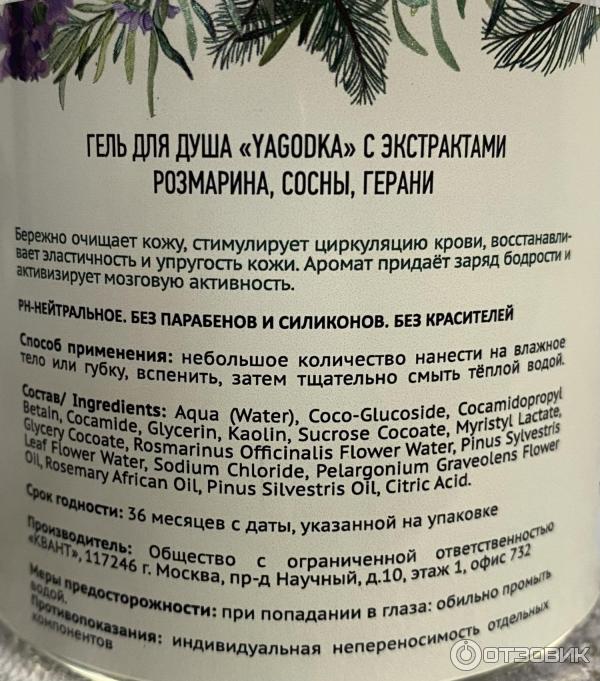 ГЕЛЬ ДЛЯ ДУША «YAGODKA» С ЭКСТРАКТАМИ
РОЗМАРИНА, СОСНЫ, ГЕРАНИ
Бережно очищает кожу, стимулирует циркуляцию крови, восстанавли-
вает эластичность и упругость кожи. Аромат придаёт заряд бодрости и
активизирует мозговую активность.
PH-НЕЙТРАЛЬНОЕ. БЕЗ ПАРАБЕНОВ И СИЛИКОНОВ. БЕЗ КРАСИТЕЛЕЙ
Способ применения: небольшое количество нанести на влажное
тело или губку, вспенить, затем тщательно смыть тёплой водой.
Состав/ Ingredients: Aqua (Water), Coco-Glucoside, Cocamidopropyl
Betain, Cocamide, Glycerin, Kaolin, Sucrose Cocoate, Myristyl Lactate,
Glycery Cocoate, Rosmarinus Officinalis Flower Water, Pinus Sylvestris
Leaf Flower Water, Sodium Chloride, Pelargonium Graveolens Flower
Oil, Rosemary African Oil, Pinus Silvestris Oil, Citric Acid.
Срок годности: 36 месяцев с даты, указанной на упаковке
Производитель: Общество с ограниченной ответственностью
«КВАНТ», 117246 г. Москва, пр-д Научный, д.10, этаж 1, офис 732
Меры предосторожности: при попадании в глаза: обильно промыть
водой.
Противопоказания: индивидуальная непереносимость отдельных
компонентов
ОТЗОВИК